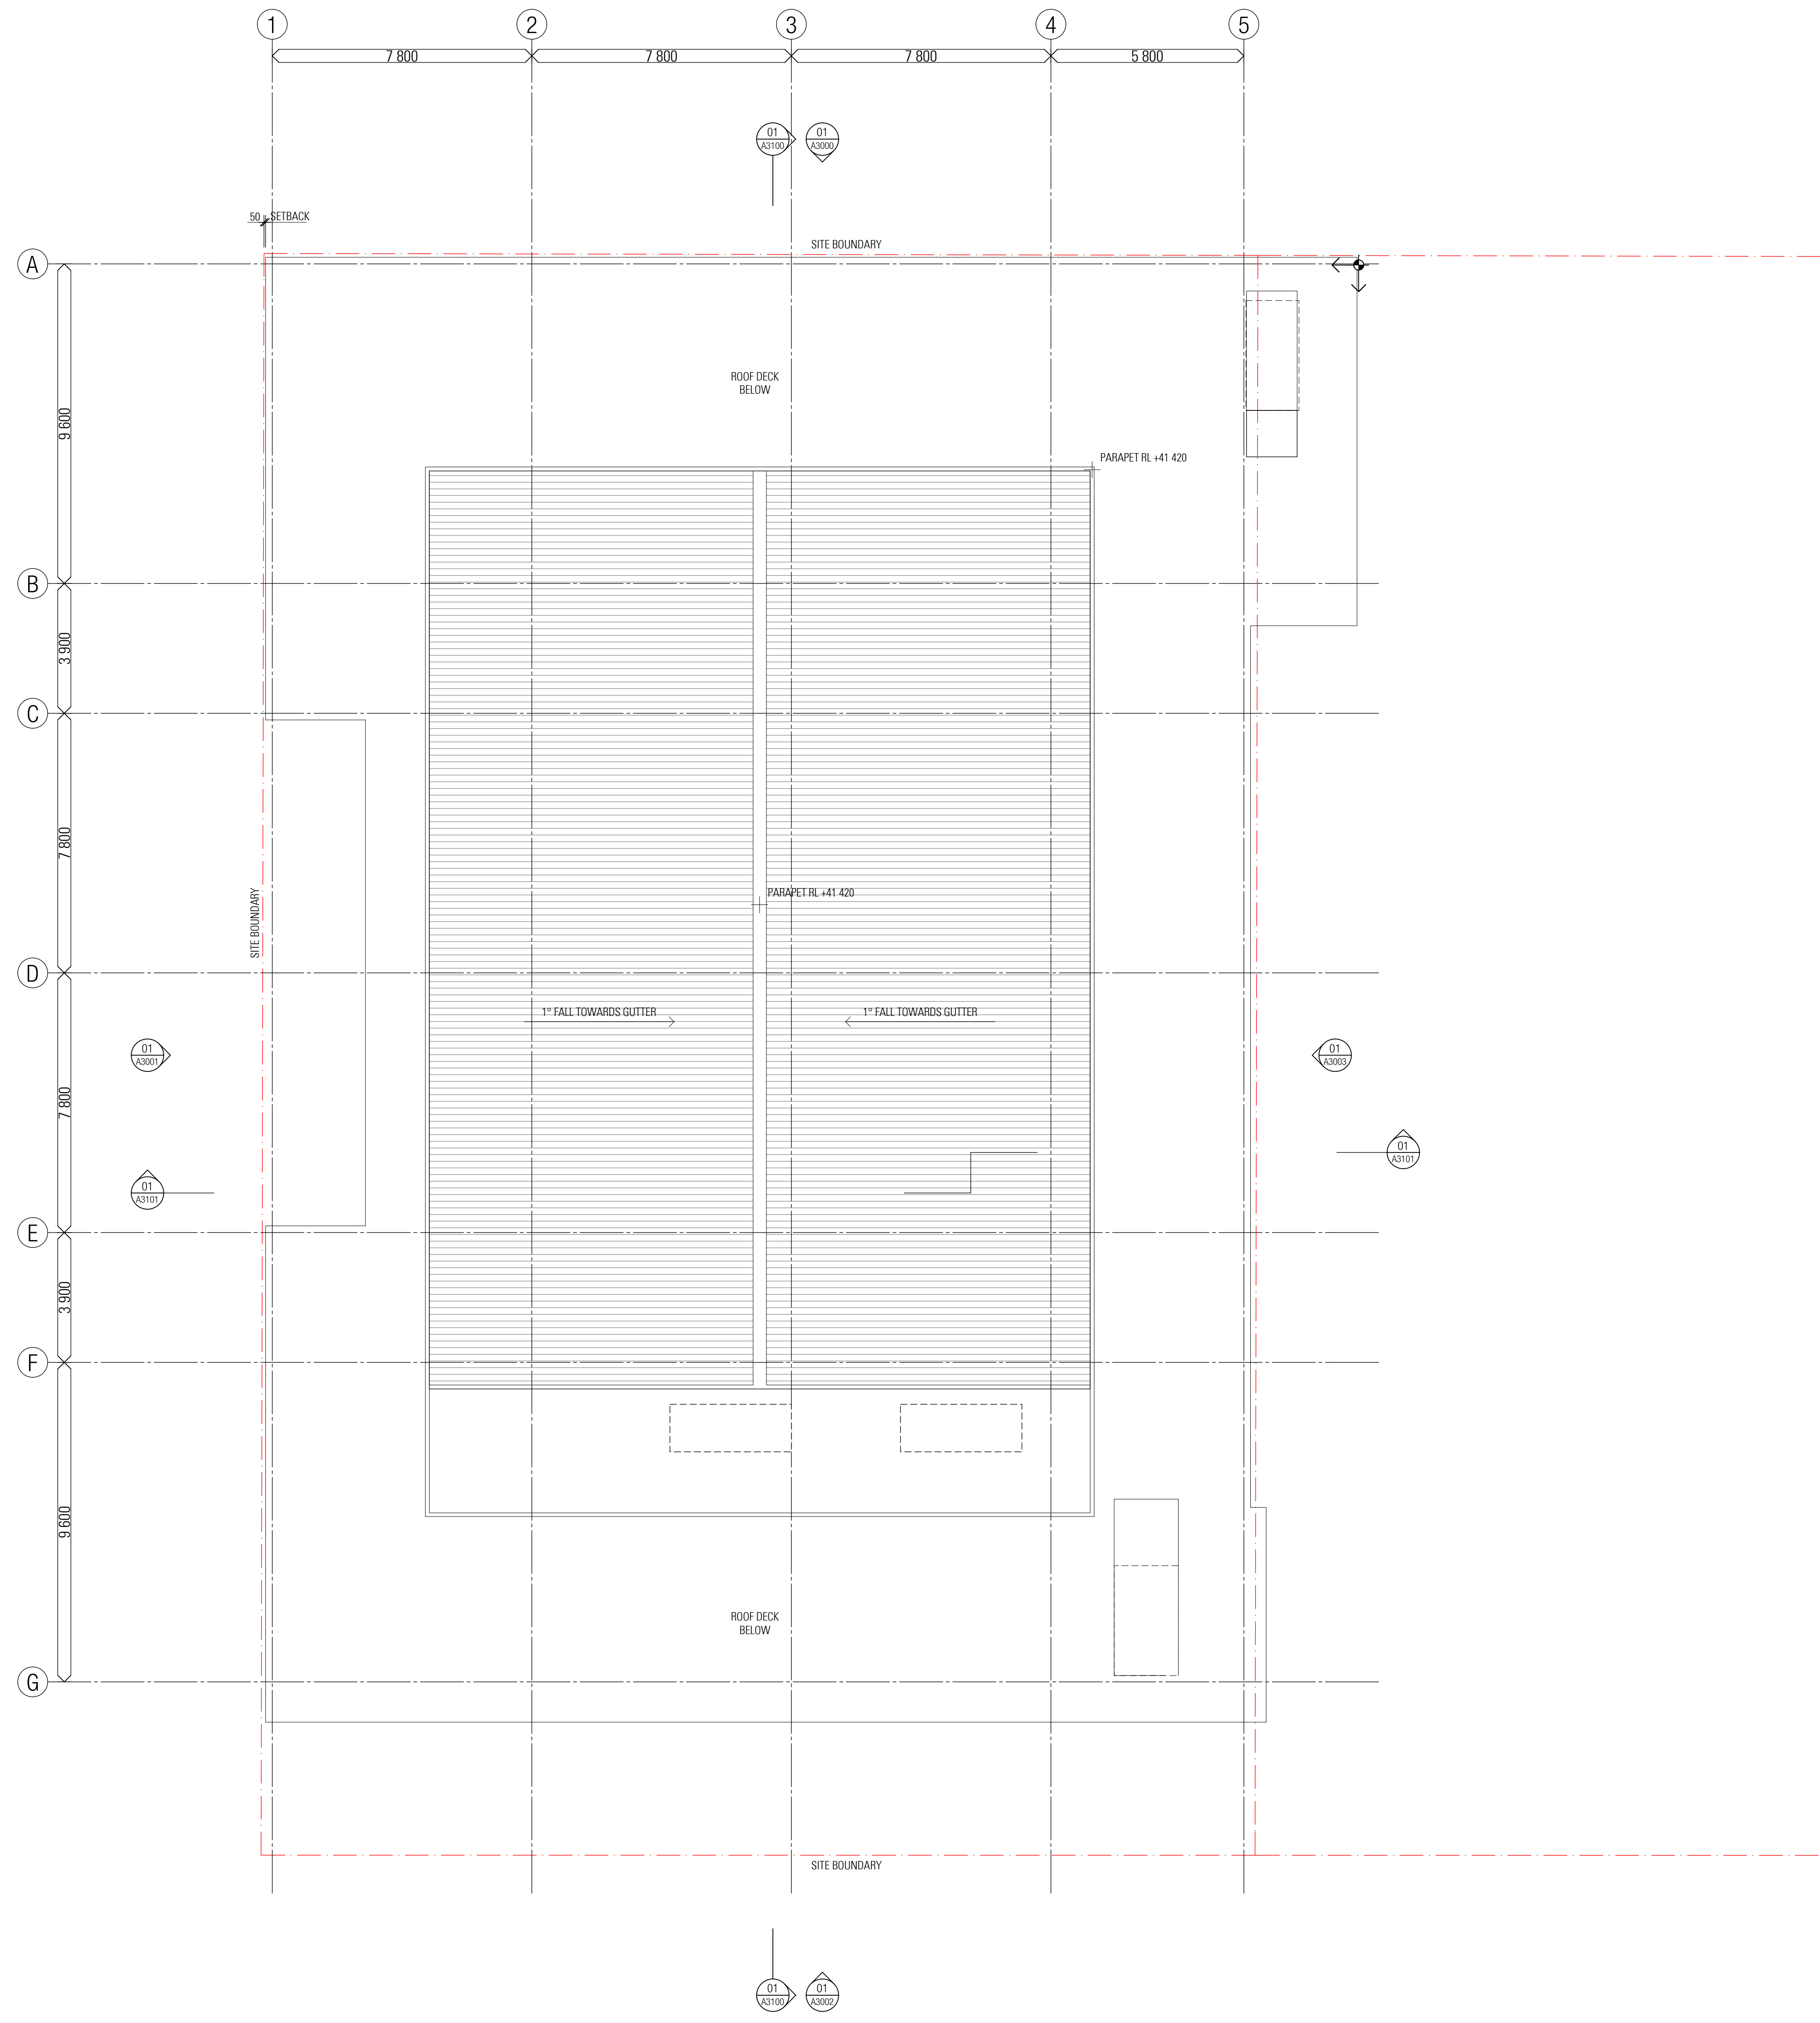 1
2
3
4
5
7 800
7 800
7 800
5 800
01
A3100
01
A3000
50
SETBACK
SITE BOUNDARY
A
9 600
ROOF DECK
BELOW
PARAPET RL +41 420
B
3 900
C
7 800
SITE BOUNDARY
PARAPET RL +41 420
D
1° FALL TOWARDS GUTTER
1° FALL TOWARDS GUTTER
01
A3001
01
A3003
7 800
01
A3101
01
A3101
E
3 900
F
9 600
ROOF DECK
BELOW
G
SITE BOUNDARY
01
A3100
01
A3002